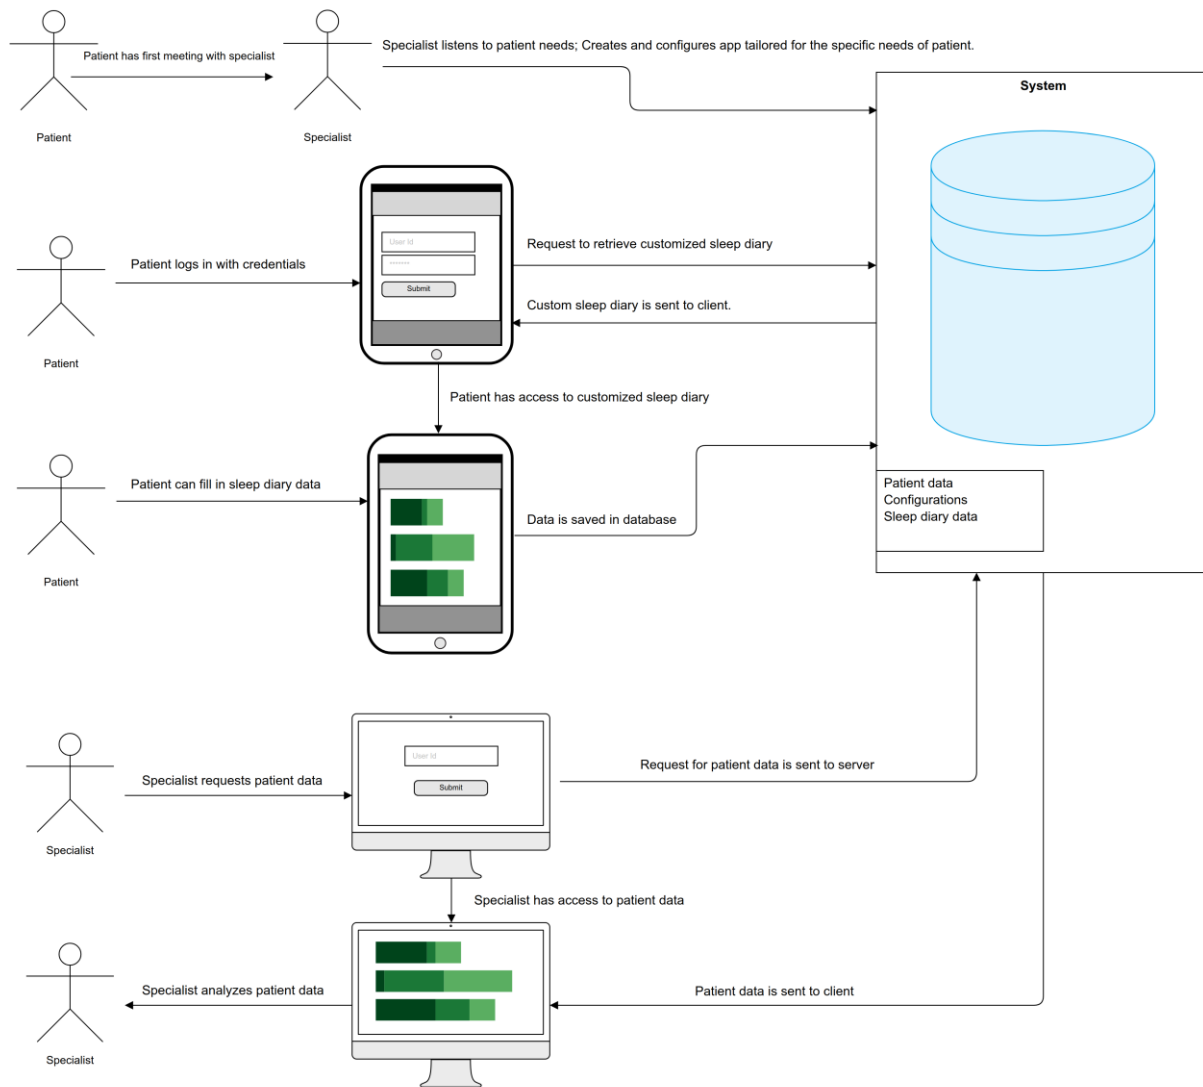 Patient has first meeting with specialist
Specialist listens to patient needs; Creates and configures app tailored for the specific needs of patient.
System
Patient
Specialist
User Id
*******
Submit
Patient logs in with credentials
Request to retrieve customized sleep diary
Custom sleep diary is sent to client.
Patient
Patient has access to customized sleep diary
Patient can fill in sleep diary data
Data is saved in database
Patient data
Configurations
Sleep diary data
Patient
User Id
Submit
Specialist requests patient data
Request for patient data is sent to server
Specialist
Specialist has access to patient data
Specialist analyzes patient data
Patient data is sent to client
Specialist